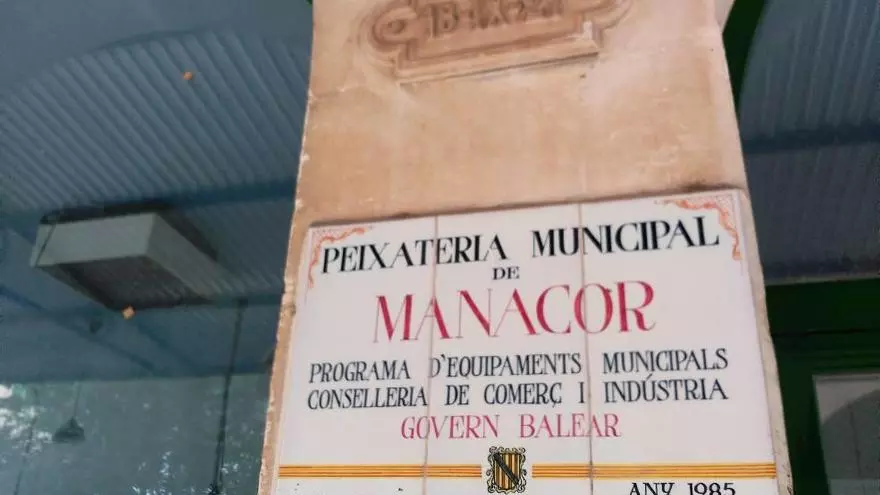 PEIXATERIA MUNICIPAL
DE
MANACOR
PROGRAMA D'EQUIPAMENTS MUNICIPALS
CONSELLERIA DE COMERÇ I INDÚSTRIA
GOVERN BALEAR
ANY 1985